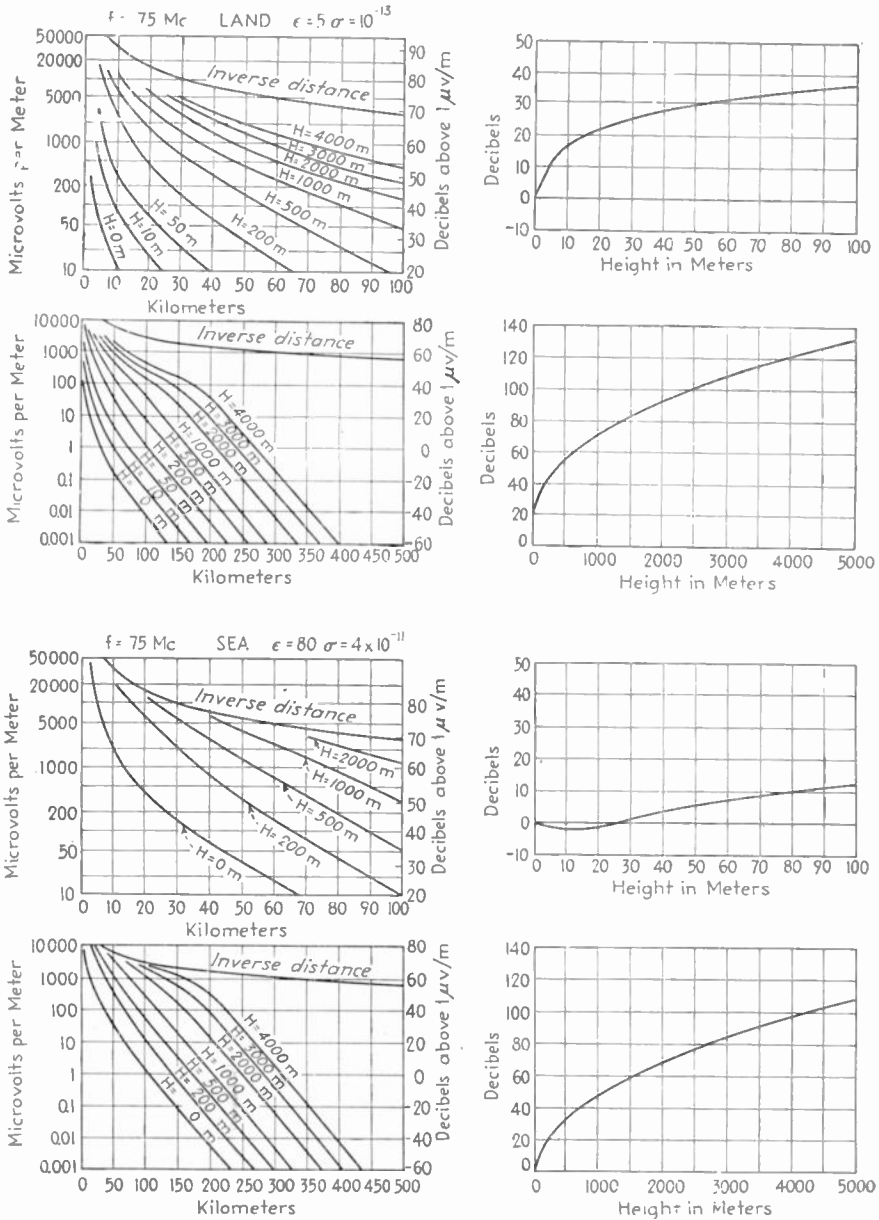 f = 75 Mc LAND ϵ=5 σ=10⁻¹³
50000
20000
5000
1000
200
50
10
Microvolts per Meter
Inverse distance
H=4000 m
H=3000 m
H=2000 m
H=1000 m
H=500 m
H=200 m
H=50 m
H=10 m
H=0 m
90
80
70
60
50
40
30
20
Decibels above 1 μv/m
0 10 20 30 40 50 60 70 80 90 100
Kilometers
50
40
30
20
10
0
-10
Decibels
0 10 20 30 40 50 60 70 80 90 100
Height in Meters
10000
1000
100
10
1
0.1
0.01
0.001
Microvolts per Meter
Inverse distance
H=4000 m
H=3000 m
H=2000 m
H=1000 m
H=500 m
H=200 m
H=50 m
H=10 m
H=0 m
80
60
40
20
0
-20
-40
-60
Decibels above 1 μv/m
0 50 100 150 200 250 300 350 400 450 500
Kilometers
140
120
100
80
60
40
20
0
Decibels
0 1000 2000 3000 4000 5000
Height in Meters
f = 75 Mc SEA ϵ=80 σ=4x10⁻¹¹
50000
20000
5000
1000
200
50
10
Microvolts per Meter
Inverse distance
H=2000 m
H=1000 m
H=500 m
H=200 m
H=0 m
80
70
60
50
40
30
20
Decibels above 1 μv/m
0 10 20 30 40 50 60 70 80 90 100
Kilometers
50
40
30
20
10
0
-10
Decibels
0 10 20 30 40 50 60 70 80 90 100
Height in Meters
10000
1000
100
10
1
0.1
0.01
0.001
Microvolts per Meter
Inverse distance
H=4000 m
H=3000 m
H=2000 m
H=1000 m
H=500 m
H=200 m
H=0 m
80
60
40
20
0
-20
-40
-60
Decibels above 1 μv/m
0 50 100 150 200 250 300 350 400 450 500
Kilometers
140
120
100
80
60
40
20
0
Decibels
0 1000 2000 3000 4000 5000
Height in Meters